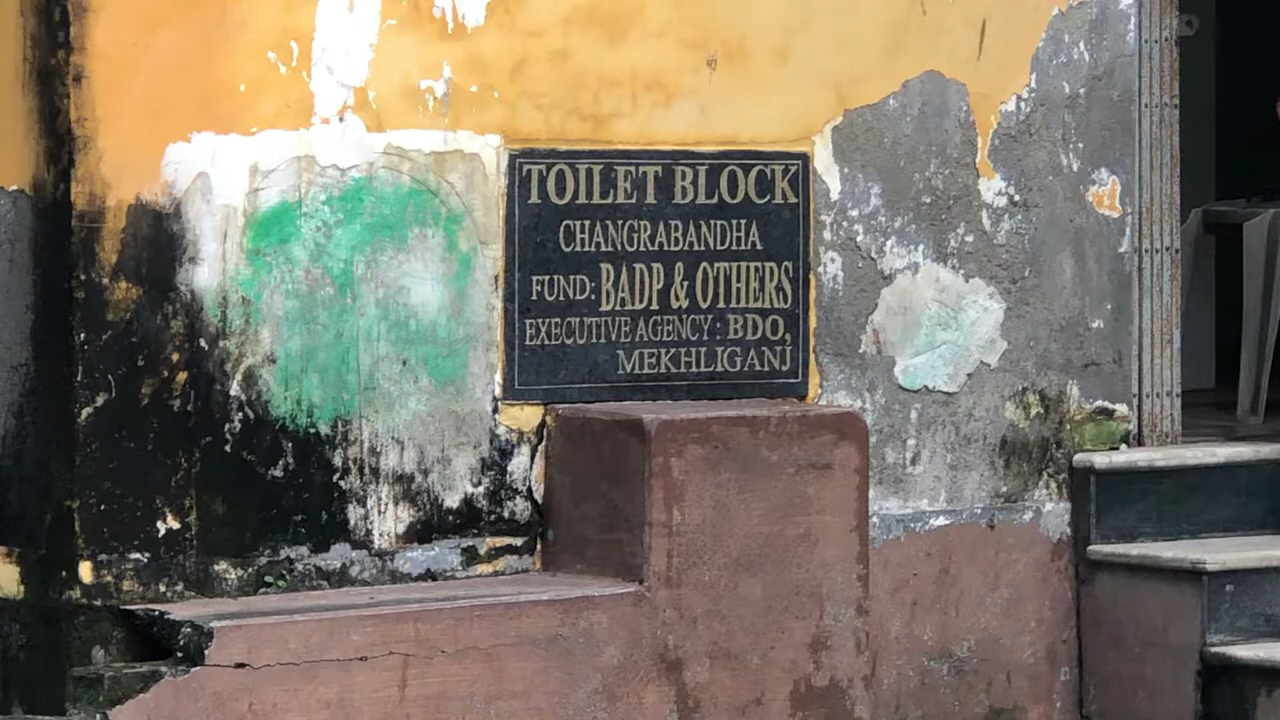 TOILET BLOCK
CHANGRABANDHA
FUND: BADP & OTHERS
EXECUTIVE AGENCY : BDO,
MEKHLIGANJ